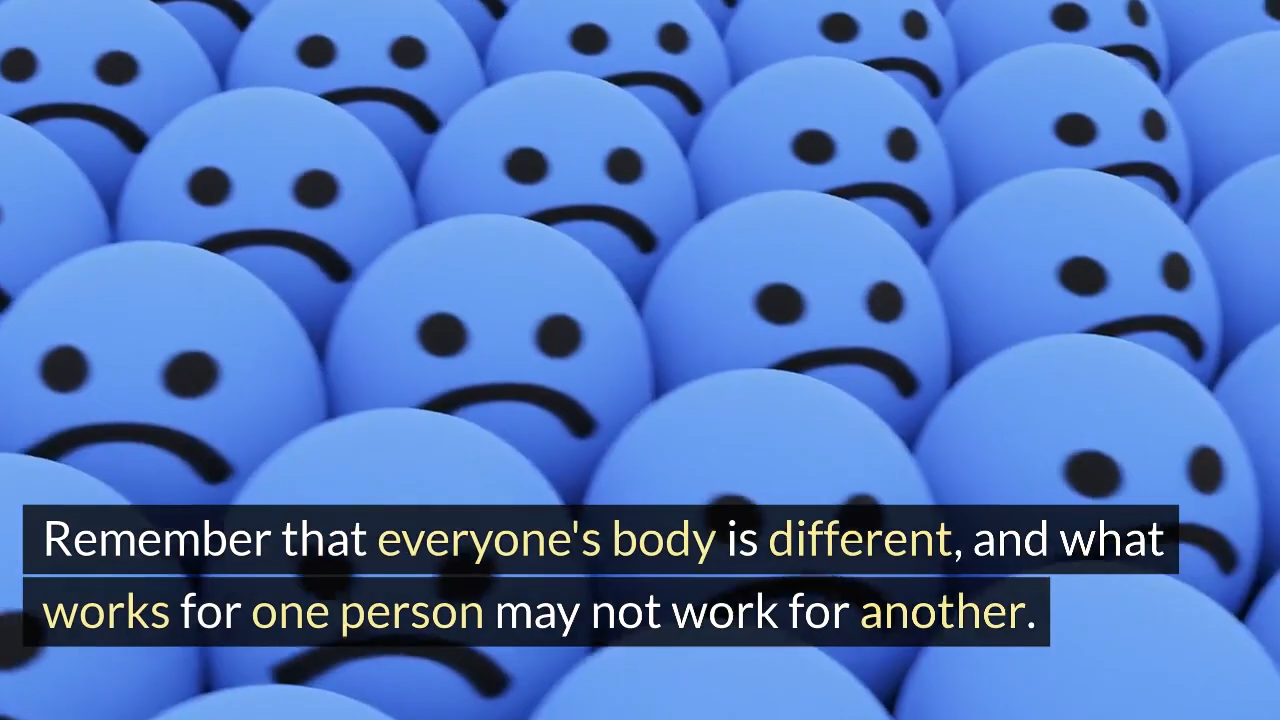 Remember that everyone's body is different, and what
works for one person may not work for another.